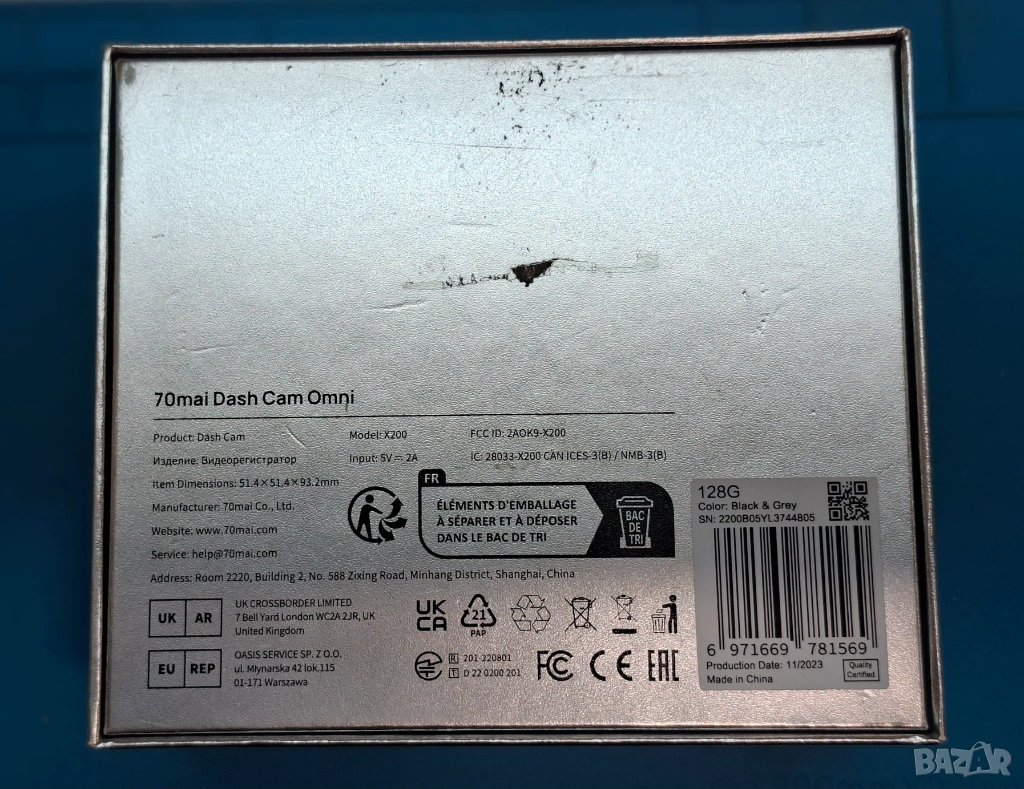 70mai Dash Cam Omni
Product: Dash Cam
Model: X200
FCC ID: 2AOK9-X200
Изделие: Видеорегистратор
Input: 5V⎓2A
IC: 28033-X200 CAN ICES-3(B) / NMB-3(B)
Item Dimensions: 51.4×51.4×93.2mm
Manufacturer: 70mai Co., Ltd.
Website: www.70mai.com
Service: help@70mai.com
FR
ÉLÉMENTS D'EMBALLAGE
À SÉPARER ET À DÉPOSER
DANS LE BAC DE TRI
BAC
DE
TRI
Address: Room 2220, Building 2, No. 588 Zixing Road, Minhang District, Shanghai, China
UK AR
UK CROSSBORDER LIMITED
7 Bell Yard London WC2A 2JR, UK
United Kingdom
EU REP
OASIS SERVICE SP. Z O.O.
ul. Młynarska 42 lok.115
01-171 Warszawa
UK
CA
21
PAP
R 201-220801
T D 22 0200 201
FC CE EAC
128G
Color: Black & Grey
SN: 2200B05YL3744805
6 971669 781569
Production Date: 11/2023
Made in China
Quality
Certified
BAZAR